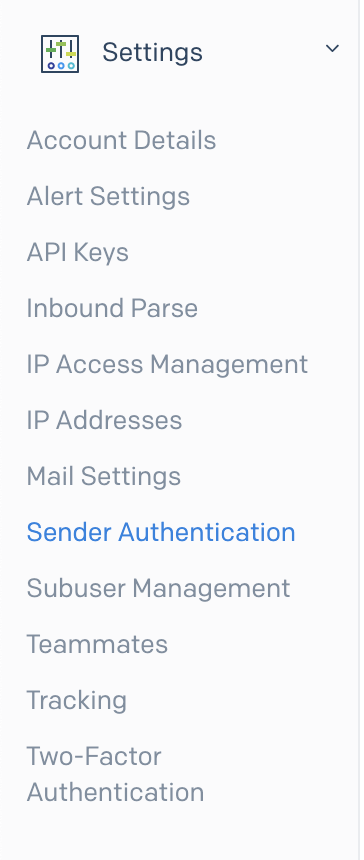 Settings
Account Details
Alert Settings
API Keys
Inbound Parse
IP Access Management
IP Addresses
Mail Settings
Sender Authentication
Subuser Management
Teammates
Tracking
Two-Factor
Authentication